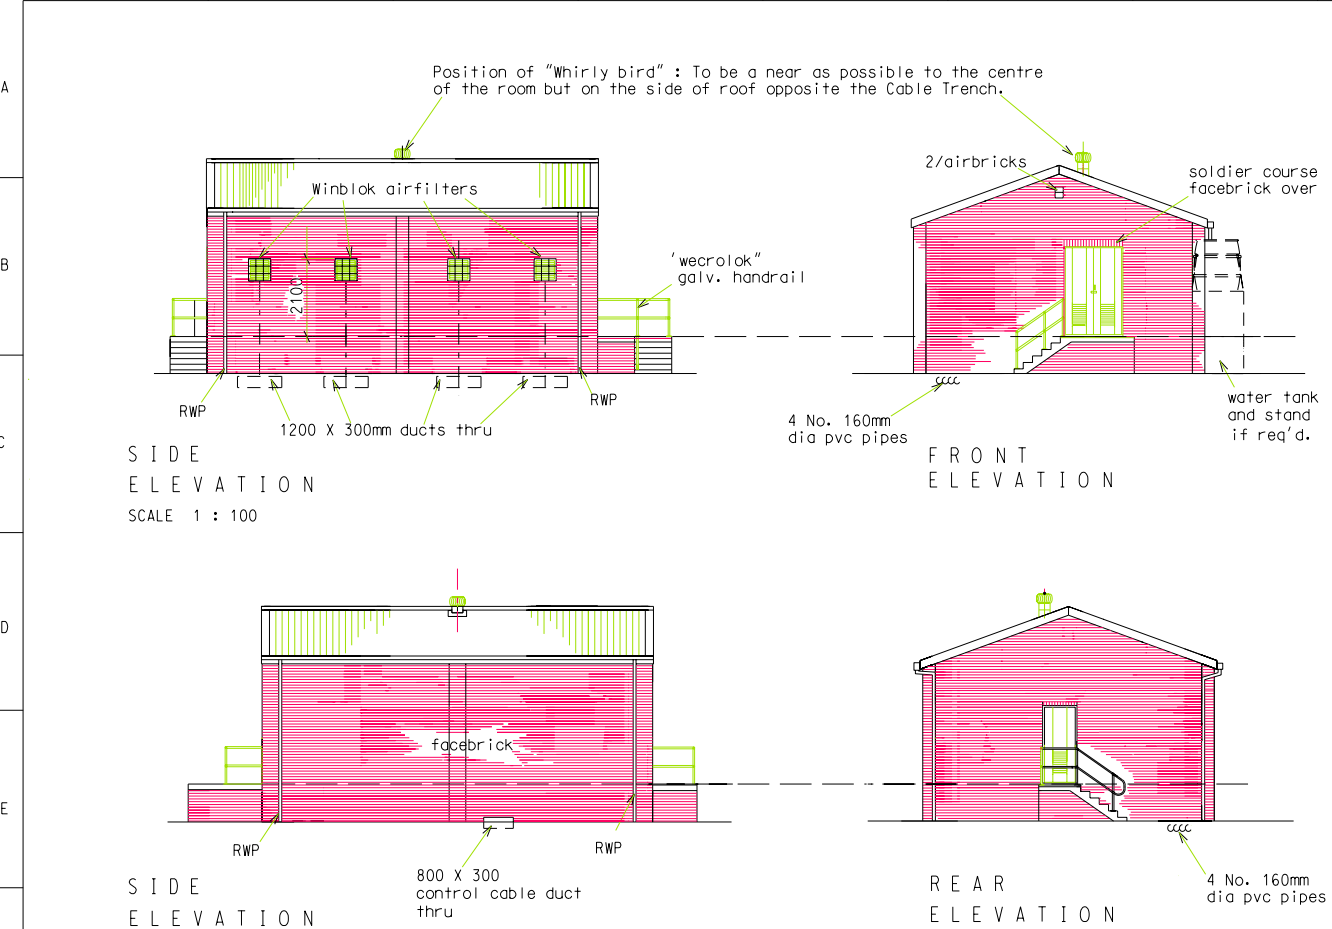 A
Position of "Whirly bird" : To be a near as possible to the centre
of the room but on the side of roof opposite the Cable Trench.
2/airbricks
soldier course
facebrick over
Winblok airfilters
B
'wecrolok"
galv. handrail
2100
RWP
RWP
1200 X 300mm ducts thru
4 No. 160mm
dia pvc pipes
water tank
and stand
if req'd.
C
SIDE
ELEVATION
SCALE 1 : 100
FRONT
ELEVATION
D
facebrick
E
RWP
RWP
800 X 300
control cable duct
thru
4 No. 160mm
dia pvc pipes
SIDE
ELEVATION
REAR
ELEVATION